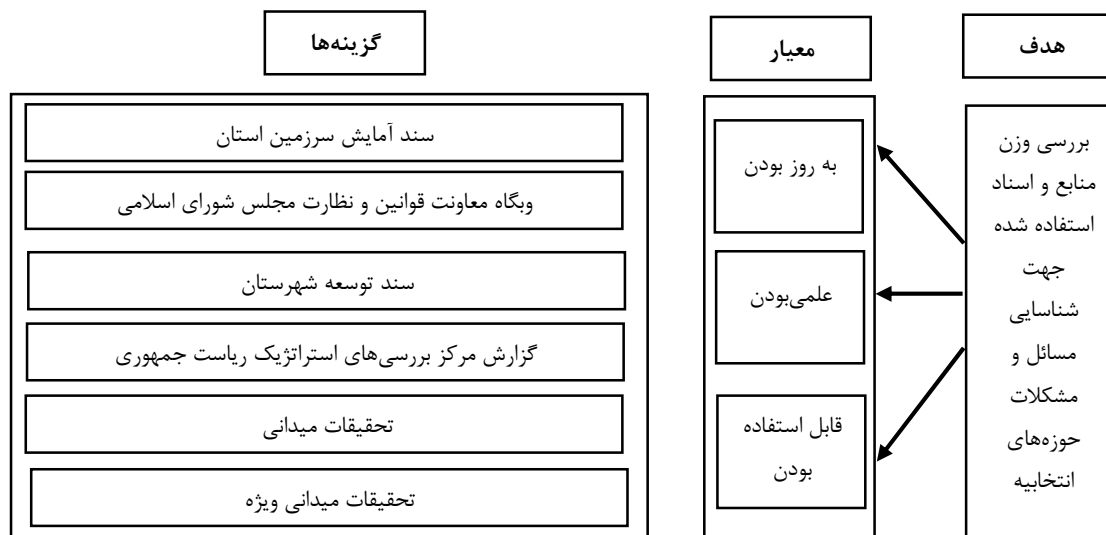 هدف
معیار
گزینه‌ها
بررسی وزن
منابع و اسناد
استفاده شده
جهت
شناسایی
مسائل و
مشکلات
حوزه‌های
انتخابیه
به روز بودن
علمی‌بودن
قابل استفاده
بودن
سند آمایش سرزمین استان
وبگاه معاونت قوانین و نظارت مجلس شورای اسلامی
سند توسعه شهرستان
گزارش مرکز بررسی‌های استراتژیک ریاست جمهوری
تحقیقات میدانی
تحقیقات میدانی ویژه